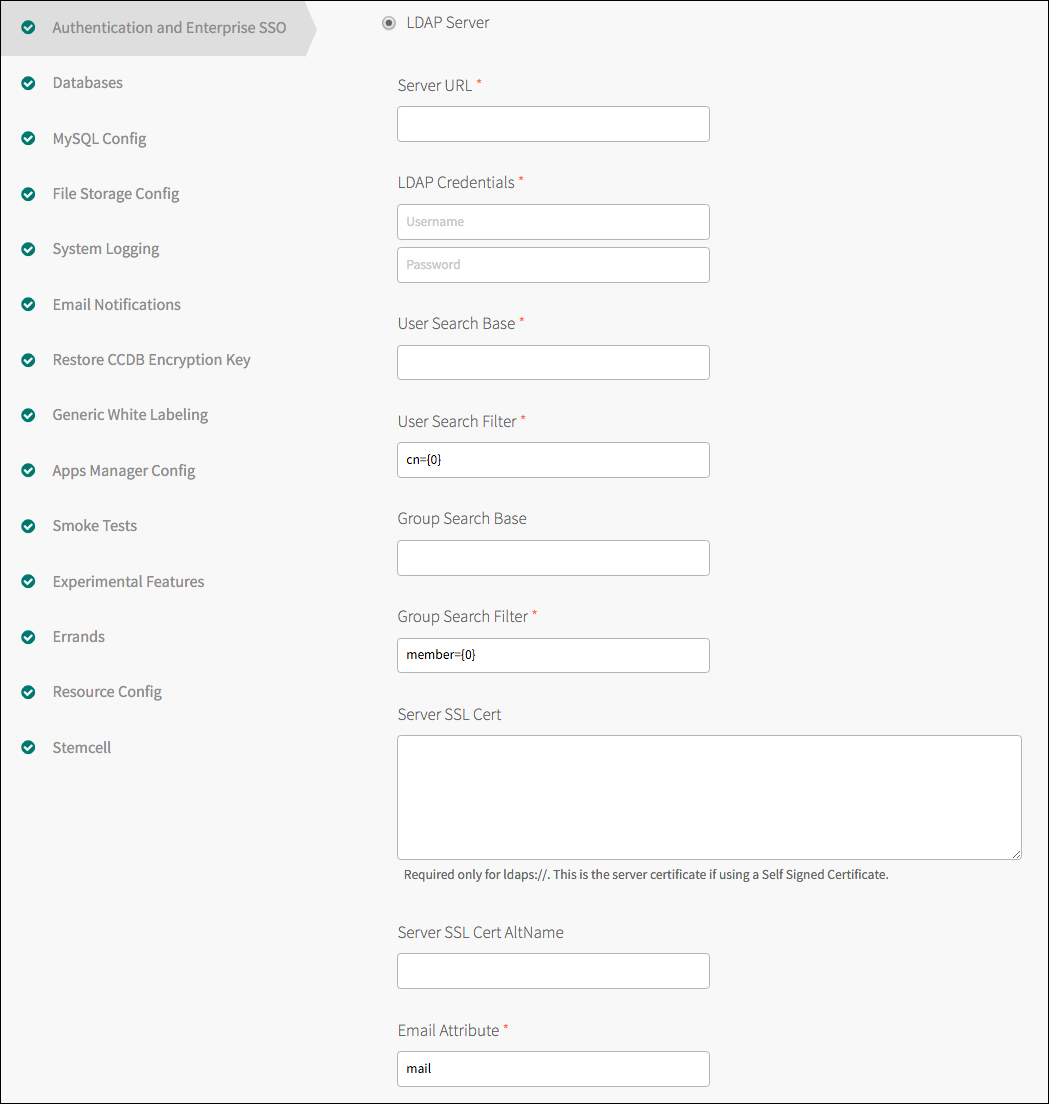 Authentication and Enterprise SSO
Databases
MySQL Config
File Storage Config
System Logging
Email Notifications
Restore CCDB Encryption Key
Generic White Labeling
Apps Manager Config
Smoke Tests
Experimental Features
Errands
Resource Config
Stemcell
LDAP Server
Server URL *
LDAP Credentials *
Username
Password
User Search Base *
User Search Filter *
cn={0}
Group Search Base
Group Search Filter *
member={0}
Server SSL Cert
Required only for ldaps://. This is the server certificate if using a Self Signed Certificate.
Server SSL Cert AltName
Email Attribute *
mail